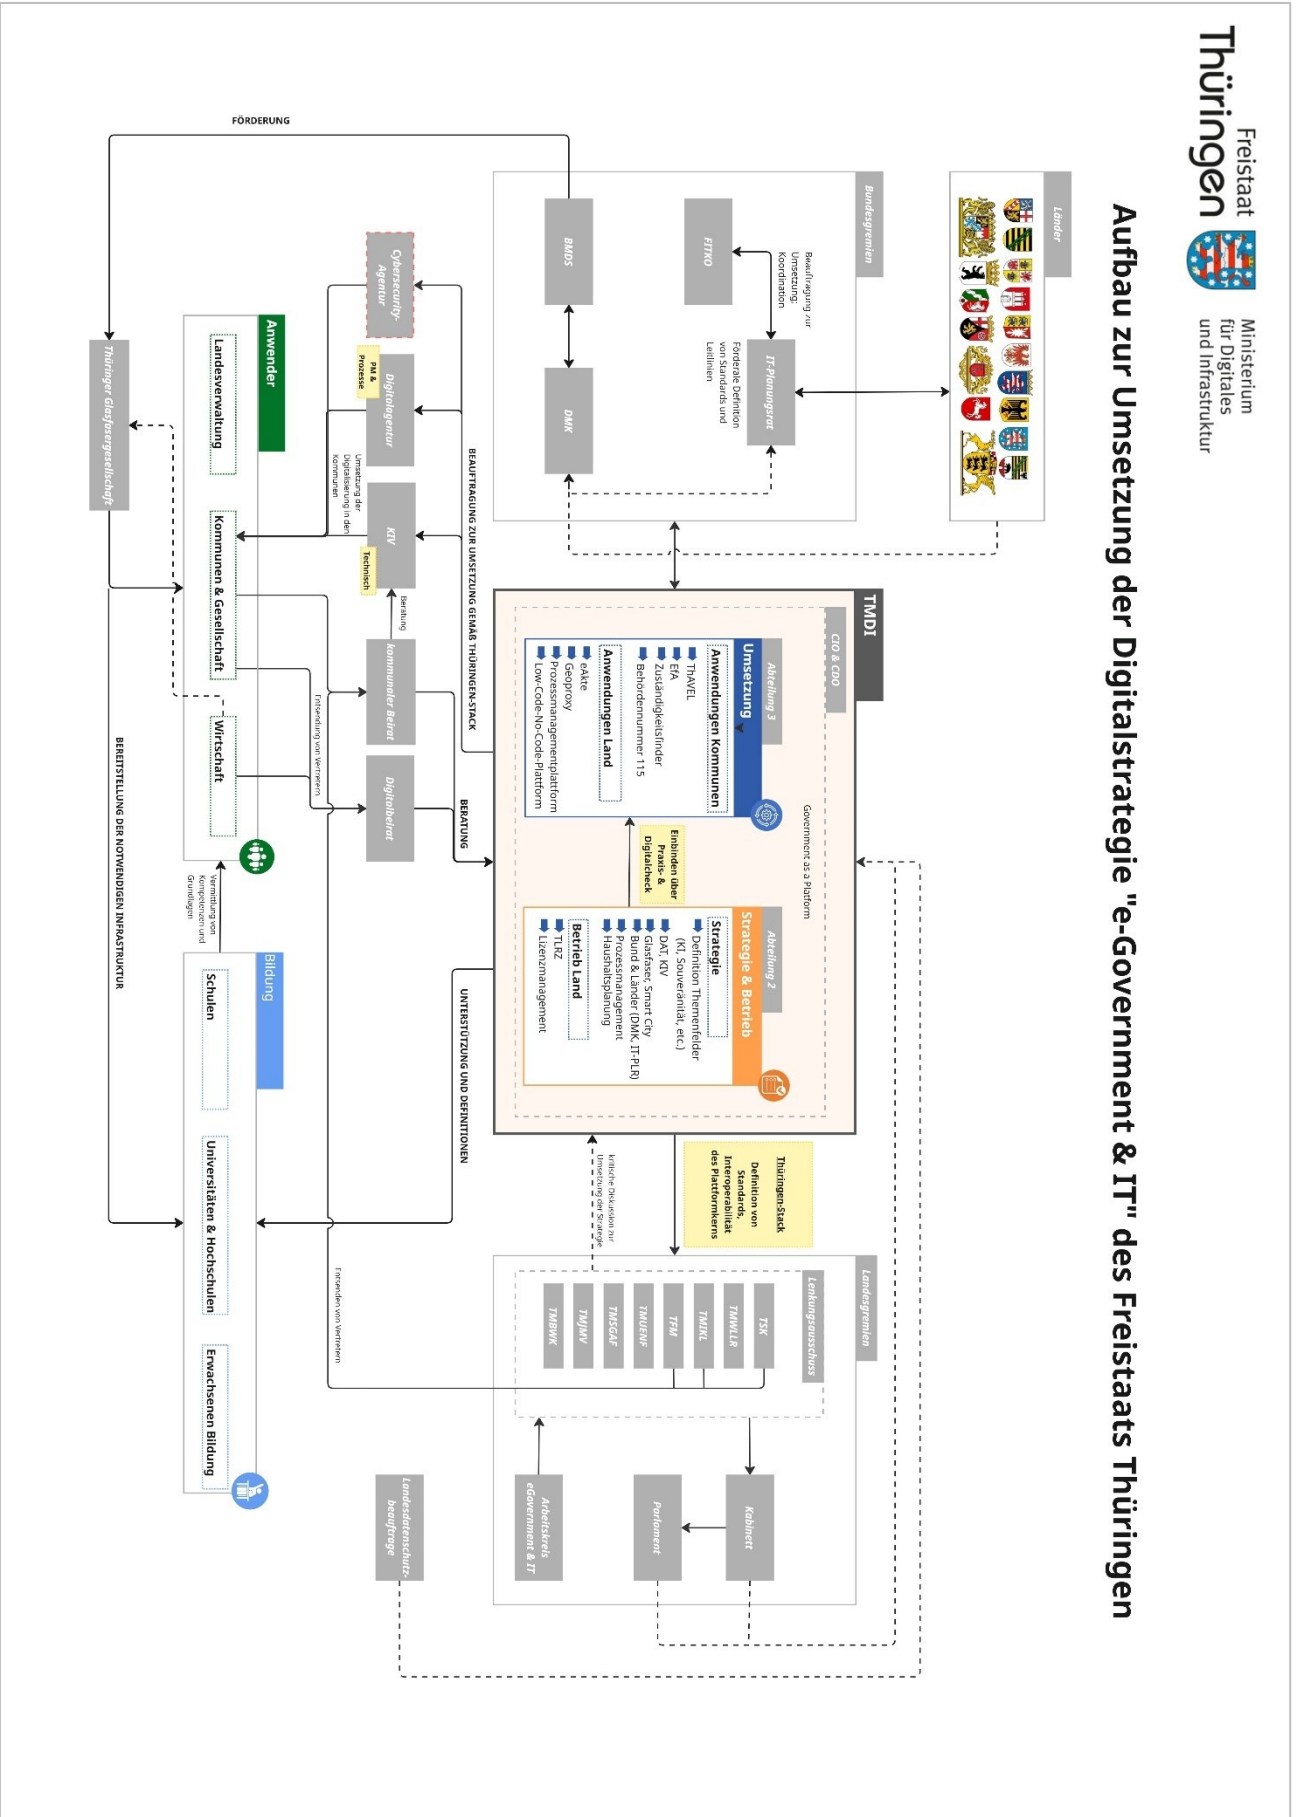 Freistaat
Thüringen
Ministerium
für Digitales
und Infrastruktur
Aufbau zur Umsetzung der Digitalstrategie "e-Government & IT" des Freistaats Thüringen
Länder
Bundesgremien
FITKO
Beauftragung zur
Umsetzung;
Koordination
IT-Planungsrat
Förderale Definition
von Standards und
Leitlinien
BMDS
DMK
FÖRDERUNG
TMDI
CIO & CDO
Government as a Platform
Abteilung 3
Umsetzung
Anwendungen Kommunen
ThAVEL
EfA
Zuständigkeitsfinder
Behördennummer 115
Anwendungen Land
eAkte
Geoproxy
Prozessmanagementplattform
Low-Code-No-Code-Plattform
Einbinden über
Praxis- &
Digitalcheck
Abteilung 2
Strategie & Betrieb
Strategie
Definition Themenfelder
(KI, Souveränität, etc.)
DAT, KIV
Glasfaser, Smart City
Bund & Länder (DMK, IT-PLR)
Prozessmanagement
Haushaltsplanung
Betrieb Land
TLRZ
Lizenzmanagement
Thüringen-Stack
Definition von
Standards,
Interoperabilität
des Plattformkerns
kritische Diskussion zur
Umsetzung der Strategie
Landesgremien
Lenkungsausschuss
TSK
TMWLLR
TMIKL
TFM
TMUENF
TMSGAF
TMJMV
TMBWK
Kabinett
Parlament
Arbeitskreis
eGovernment & IT
Landesdatenschutz-
beauftrage
BEAUFTRAGUNG ZUR UMSETZUNG GEMÄß THÜRINGEN-STACK
BERATUNG
UNTERSTÜTZUNG UND DEFINITIONEN
Cybersecurity-
Agentur
Digitalagentur
PM &
Prozesse
KIV
Technisch
Beratung
kommunaler Beirat
Digitalbeirat
Umsetzung der
Digitalisierung in den
Kommunen
Entsendung von Vertretern
Entsenden von Vertretern
Anwender
Landesverwaltung
Kommunen & Gesellschaft
Wirtschaft
Vermittlung von
Kompetenzen und
Grundlagen
Bildung
Schulen
Universitäten & Hochschulen
Erwachsenen Bildung
Thüringer Glasfasergesellschaft
BEREITSTELLUNG DER NOTWENDIGEN INFRASTRUKTUR